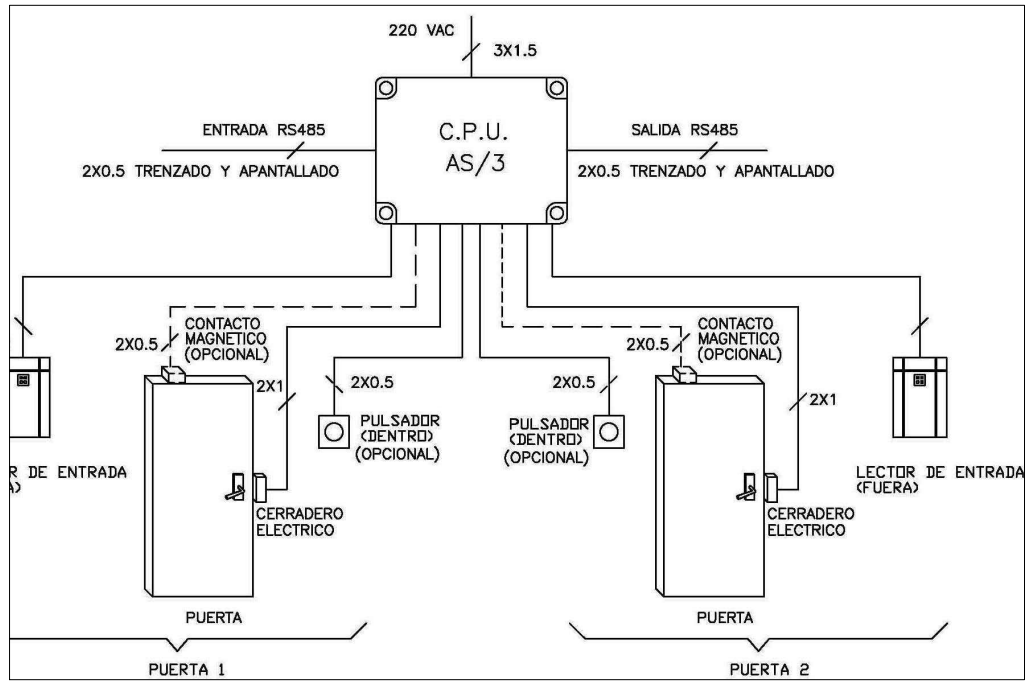 220 VAC
3X1.5
C.P.U.
AS/3
ENTRADA RS485
2X0.5 TRENZADO Y APANTALLADO
SALIDA RS485
2X0.5 TRENZADO Y APANTALLADO
CONTACTO
MAGNETICO
(OPCIONAL)
2X0.5
2X1
2X0.5
PULSADOR
(DENTRO)
(OPCIONAL)
R DE ENTRADA
A)
CERRADERO
ELECTRICO
PUERTA
PUERTA 1
2X0.5
PULSADOR
(DENTRO)
(OPCIONAL)
CONTACTO
MAGNETICO
(OPCIONAL)
2X0.5
2X1
LECTOR DE ENTRADA
(FUERA)
CERRADERO
ELECTRICO
PUERTA
PUERTA 2